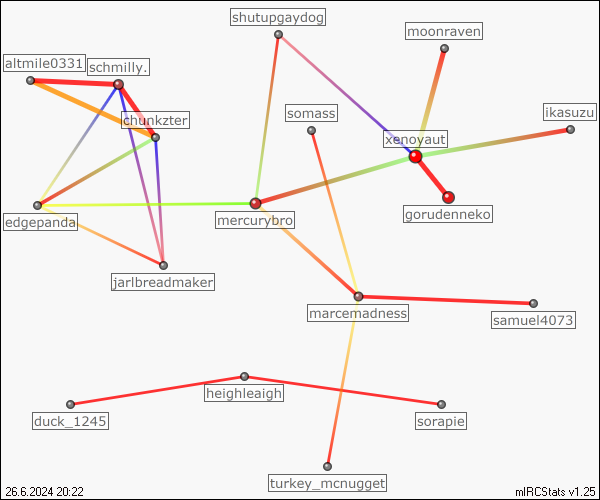 shutupgaydog
moonraven
altmile0331
schmilly.
somass
ikasuzu
chunkzter
xenoyaut
gorudenneko
edgepanda
mercurybro
jarlbreadmaker
marcemadness
samuel4073
heighleaigh
duck_1245
sorapie
turkey_mcnugget
26.6.2024 20:22
mIRCStats v1.25